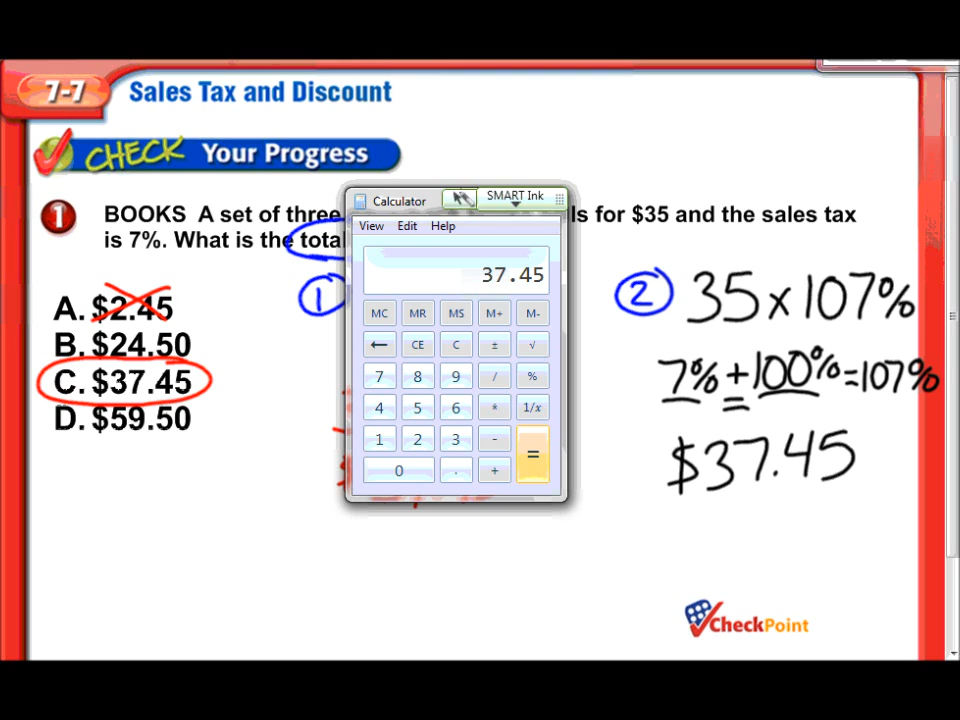 7-7 Sales Tax and Discount
CHECK Your Progress
1 BOOKS A set of three ls for $35 and the sales tax
is 7%. What is the total
A. $2.45
B. $24.50
C. $37.45
D. $59.50
1
Calculator
SMART Ink
View Edit Help
37.45
MC MR MS M+ M-
← CE C ± √
7 8 9 / %
4 5 6 * 1/x
1 2 3 - =
0 . +
2 35 x 107%
7% + 100% = 107%
$37.45
CheckPoint